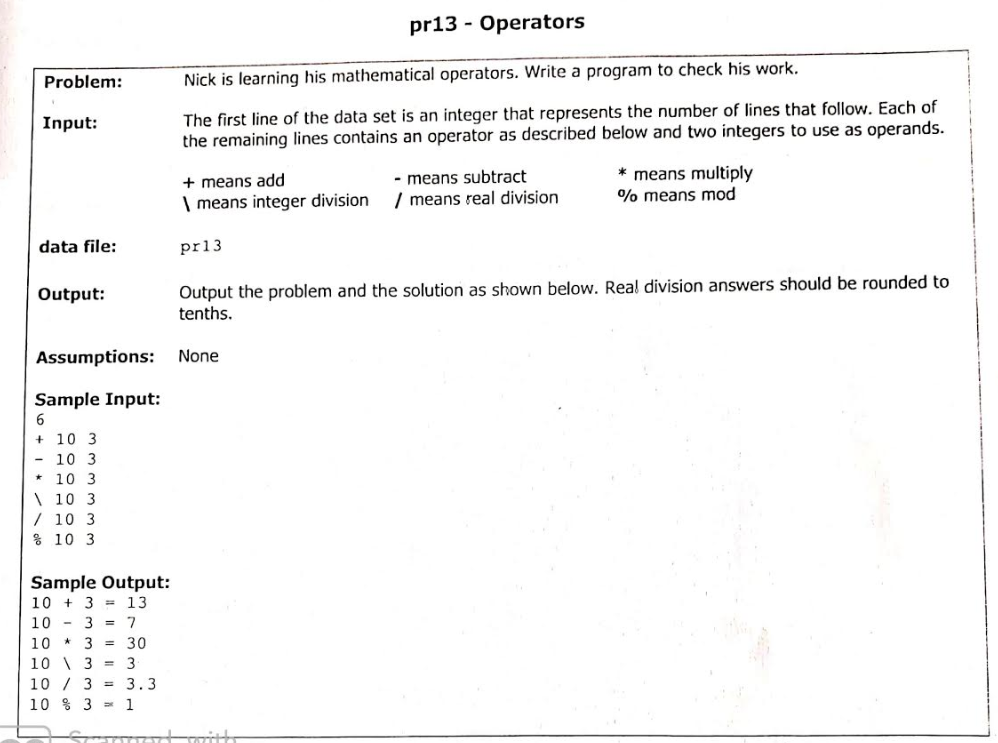 pr13 - Operators
Problem: Nick is learning his mathematical operators. Write a program to check his work.
Input: The first line of the data set is an integer that represents the number of lines that follow. Each of
the remaining lines contains an operator as described below and two integers to use as operands.
+ means add - means subtract * means multiply
\ means integer division / means real division % means mod
data file: pr13
Output: Output the problem and the solution as shown below. Real division answers should be rounded to
tenths.
Assumptions: None
Sample Input:
6
+ 10 3
- 10 3
* 10 3
\ 10 3
/ 10 3
% 10 3
Sample Output:
10 + 3 = 13
10 - 3 = 7
10 * 3 = 30
10 \ 3 = 3
10 / 3 = 3.3
10 % 3 = 1
Scanned with